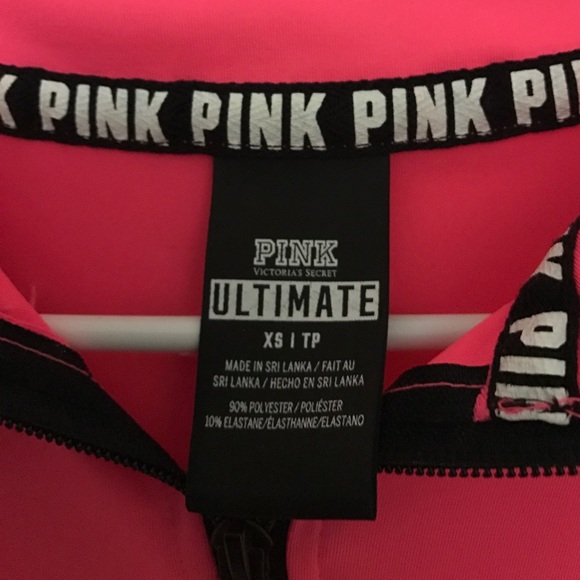 PINK PINK PINK
PINK
VICTORIA'S SECRET
ULTIMATE
XS | TP
MADE IN SRI LANKA / FAIT AU
SRI LANKA / HECHO EN SRI LANKA
90% POLYESTER / POLIÉSTER
10% ELASTANE/ÉLASTHANNE/ELASTANO